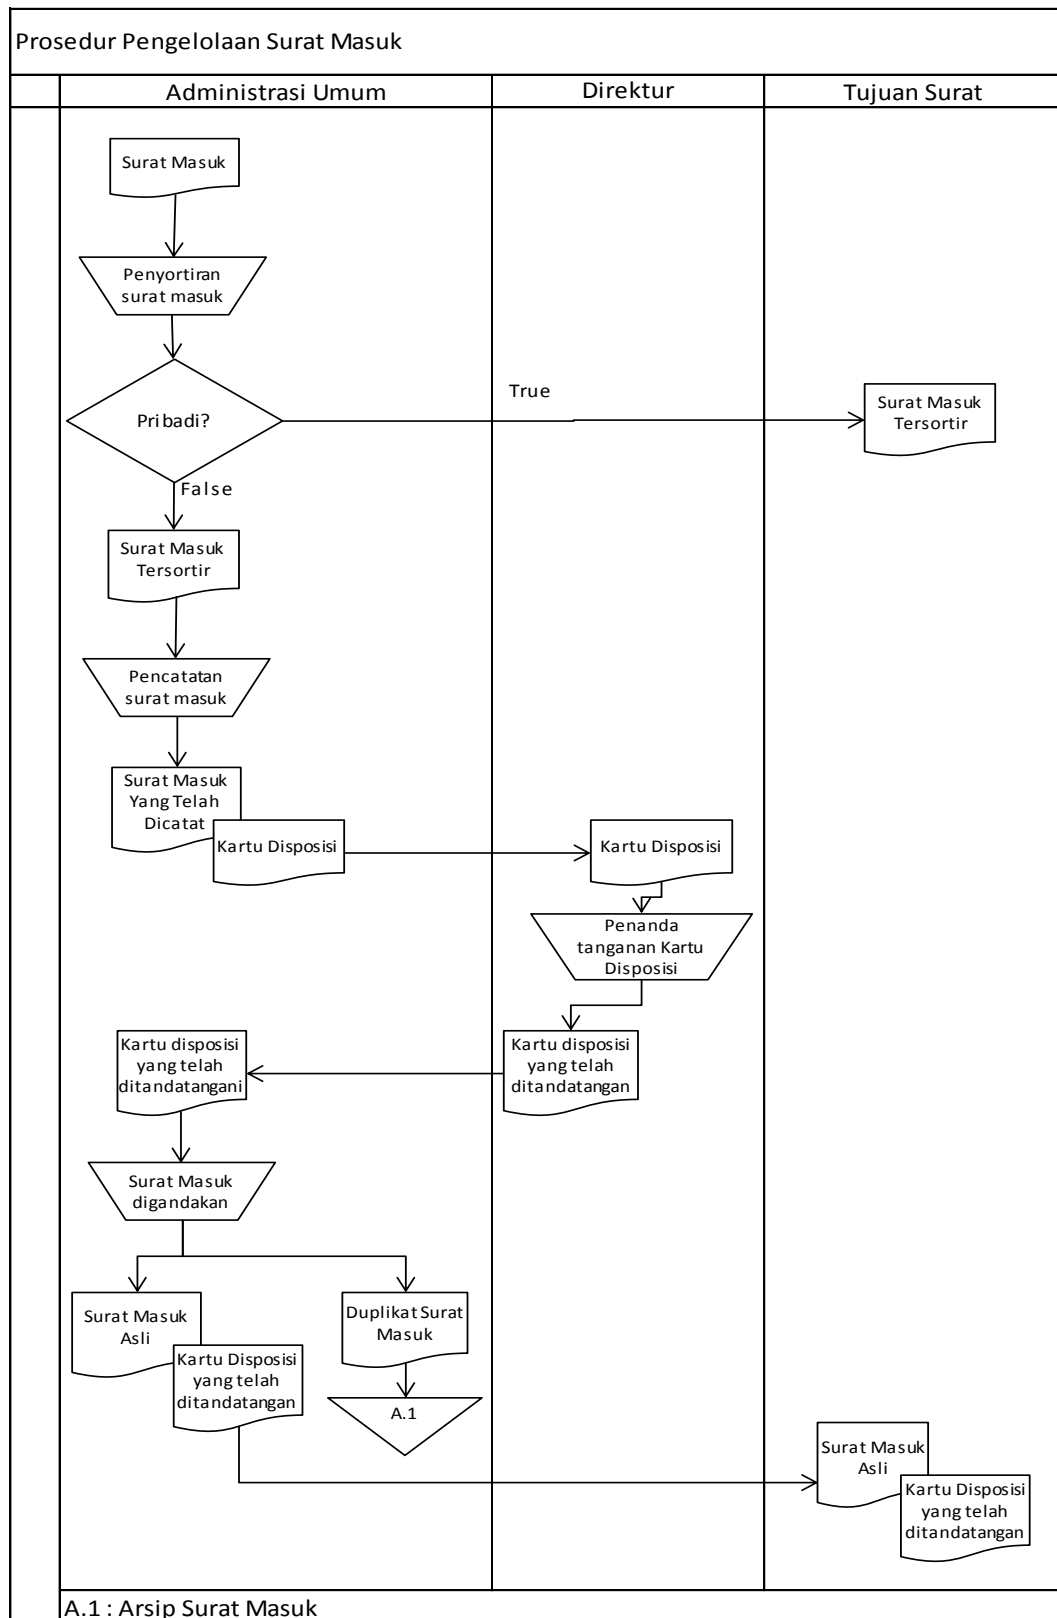 Prosedur Pengelolaan Surat Masuk
Administrasi Umum
Direktur
Tujuan Surat
Surat Masuk
Penyortiran
surat masuk
Pribadi?
True
Surat Masuk
Tersortir
False
Surat Masuk
Tersortir
Pencatatan
surat masuk
Surat Masuk
Yang Telah
Dicatat
Kartu Disposisi
Kartu Disposisi
Penanda
tanganan Kartu
Disposisi
Kartu disposisi
yang telah
ditandatangan
Kartu disposisi
yang telah
ditandatangani
Surat Masuk
digandakan
Surat Masuk
Asli
Kartu Disposisi
yang telah
ditandatangan
Duplikat Surat
Masuk
A.1
Surat Masuk
Asli
Kartu Disposisi
yang telah
ditandatangan
A.1 : Arsip Surat Masuk